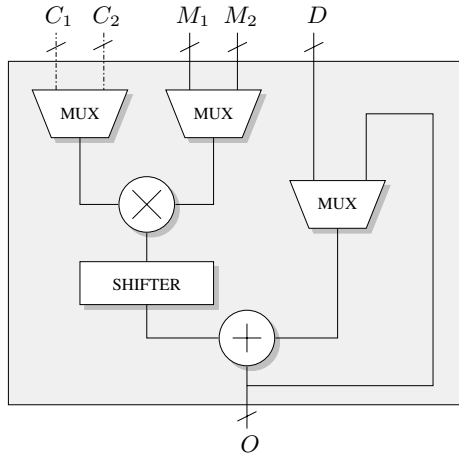 C₁ C₂ M₁ M₂ D
MUX MUX
MUX
SHIFTER
O